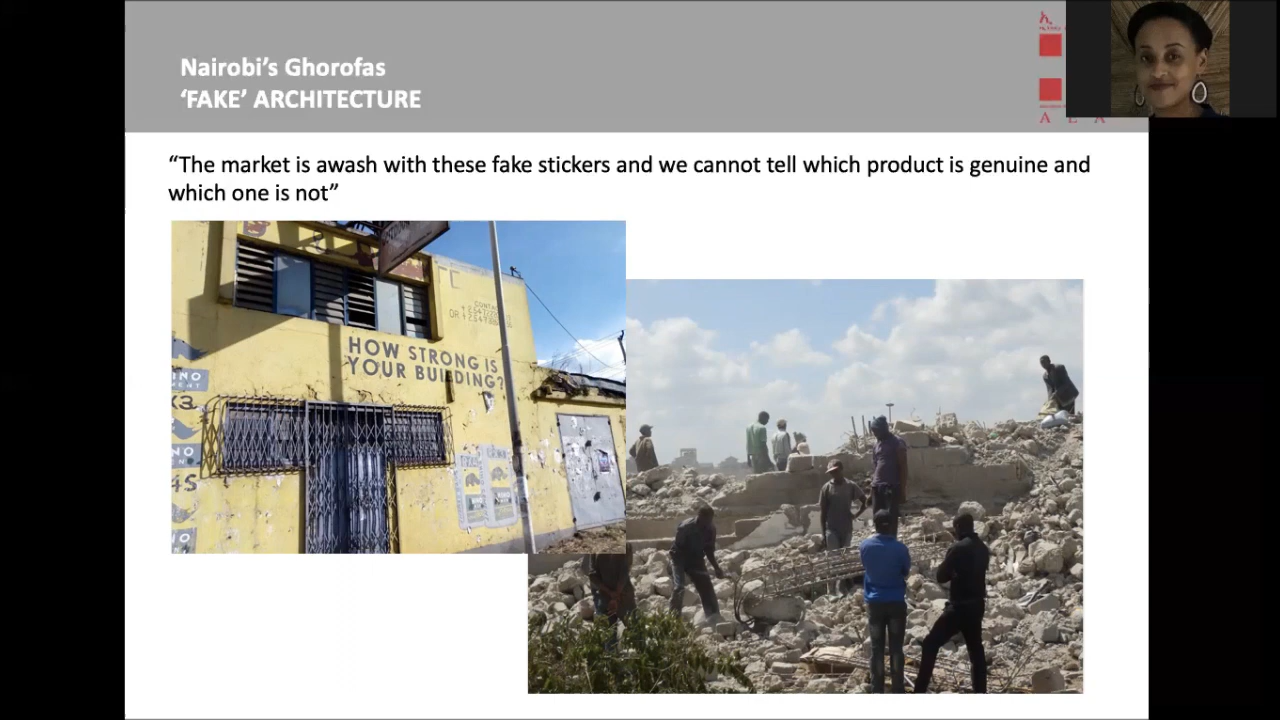 Nairobi's Ghorofas
'FAKE' ARCHITECTURE
A E A
“The market is awash with these fake stickers and we cannot tell which product is genuine and
which one is not”
HOW STRONG IS
YOUR BUILDING?